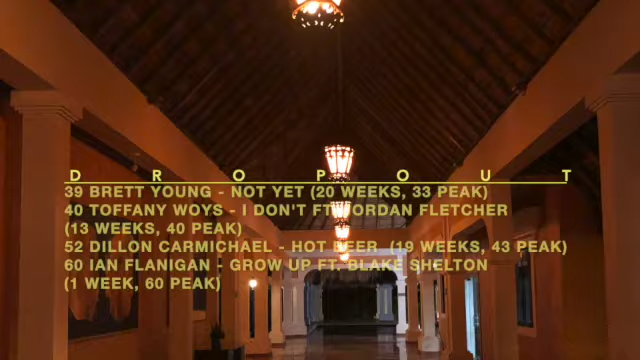 D R O P O U T
39 BRETT YOUNG - NOT YET (20 WEEKS, 33 PEAK)
40 TOFFANY WOYS - I DON'T FT. JORDAN FLETCHER
(13 WEEKS, 40 PEAK)
52 DILLON CARMICHAEL - HOT BEER (19 WEEKS, 43 PEAK)
60 IAN FLANIGAN - GROW UP FT. BLAKE SHELTON
(1 WEEK, 60 PEAK)